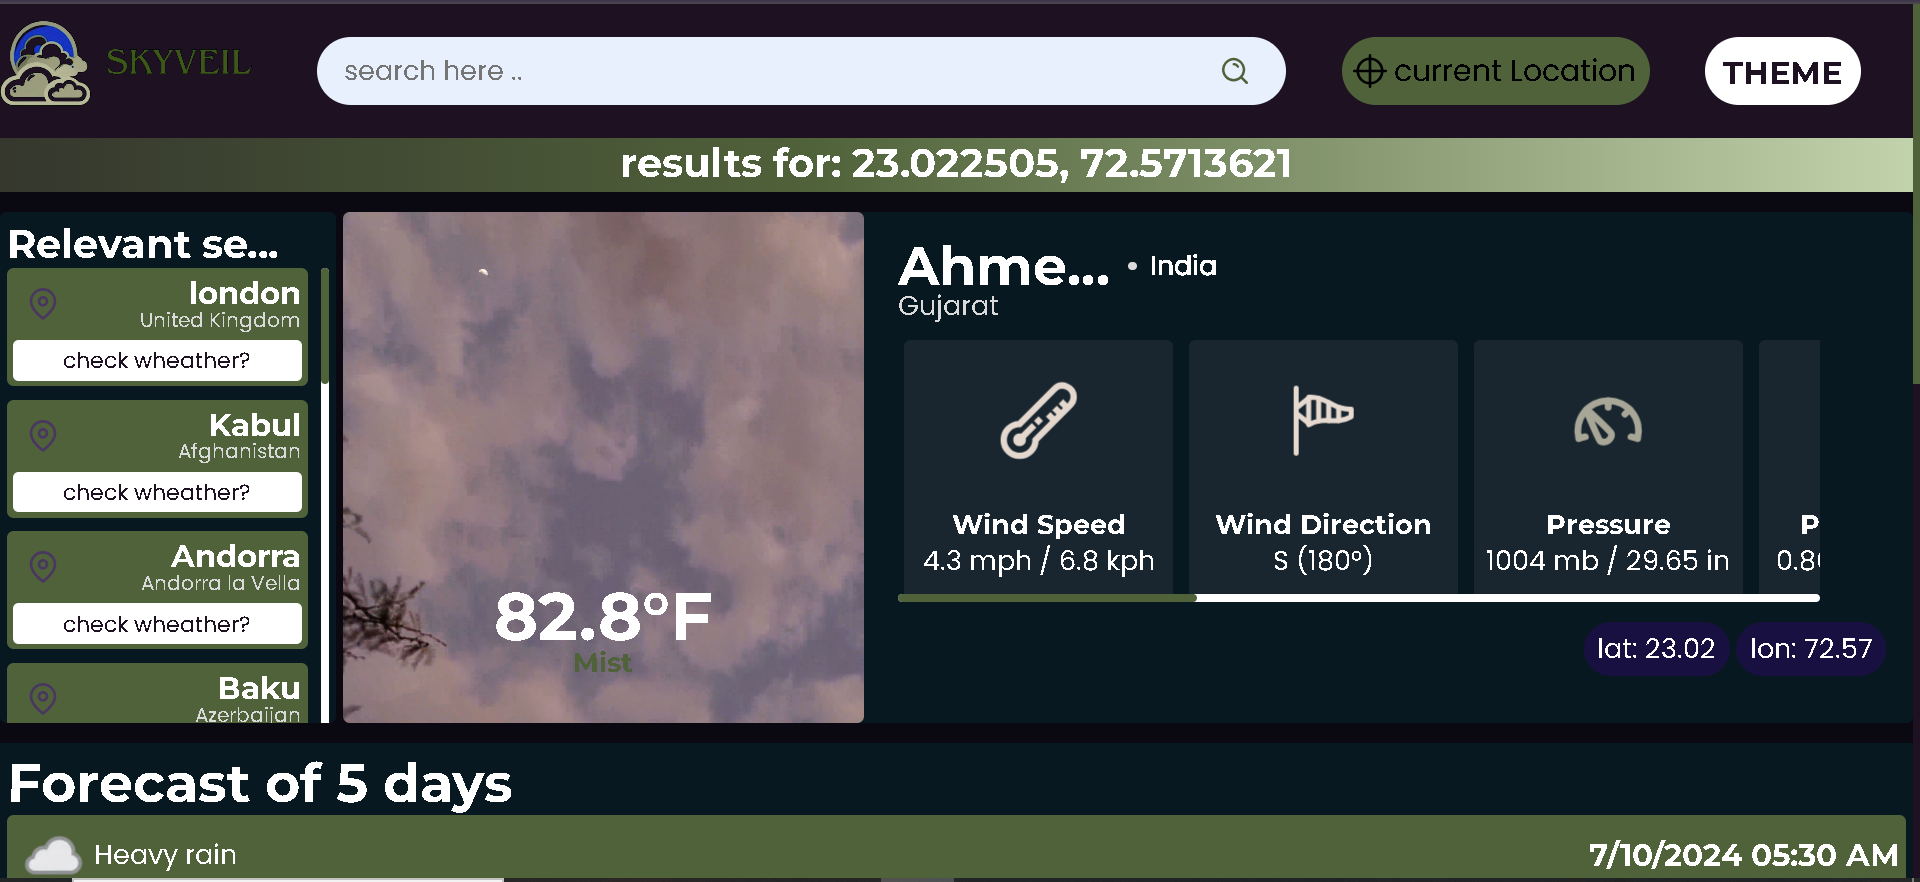 SKYVEIL
search here ..
current Location
THEME
results for: 23.022505, 72.5713621
Relevant se...
london
United Kingdom
check wheather?
Kabul
Afghanistan
check wheather?
Andorra
Andorra la Vella
check wheather?
Baku
Azerbaijan
82.8°F
Mist
Ahme... • India
Gujarat
Wind Speed
4.3 mph / 6.8 kph
Wind Direction
S (180°)
Pressure
1004 mb / 29.65 in
P
lat: 23.02
lon: 72.57
Forecast of 5 days
Heavy rain
7/10/2024 05:30 AM